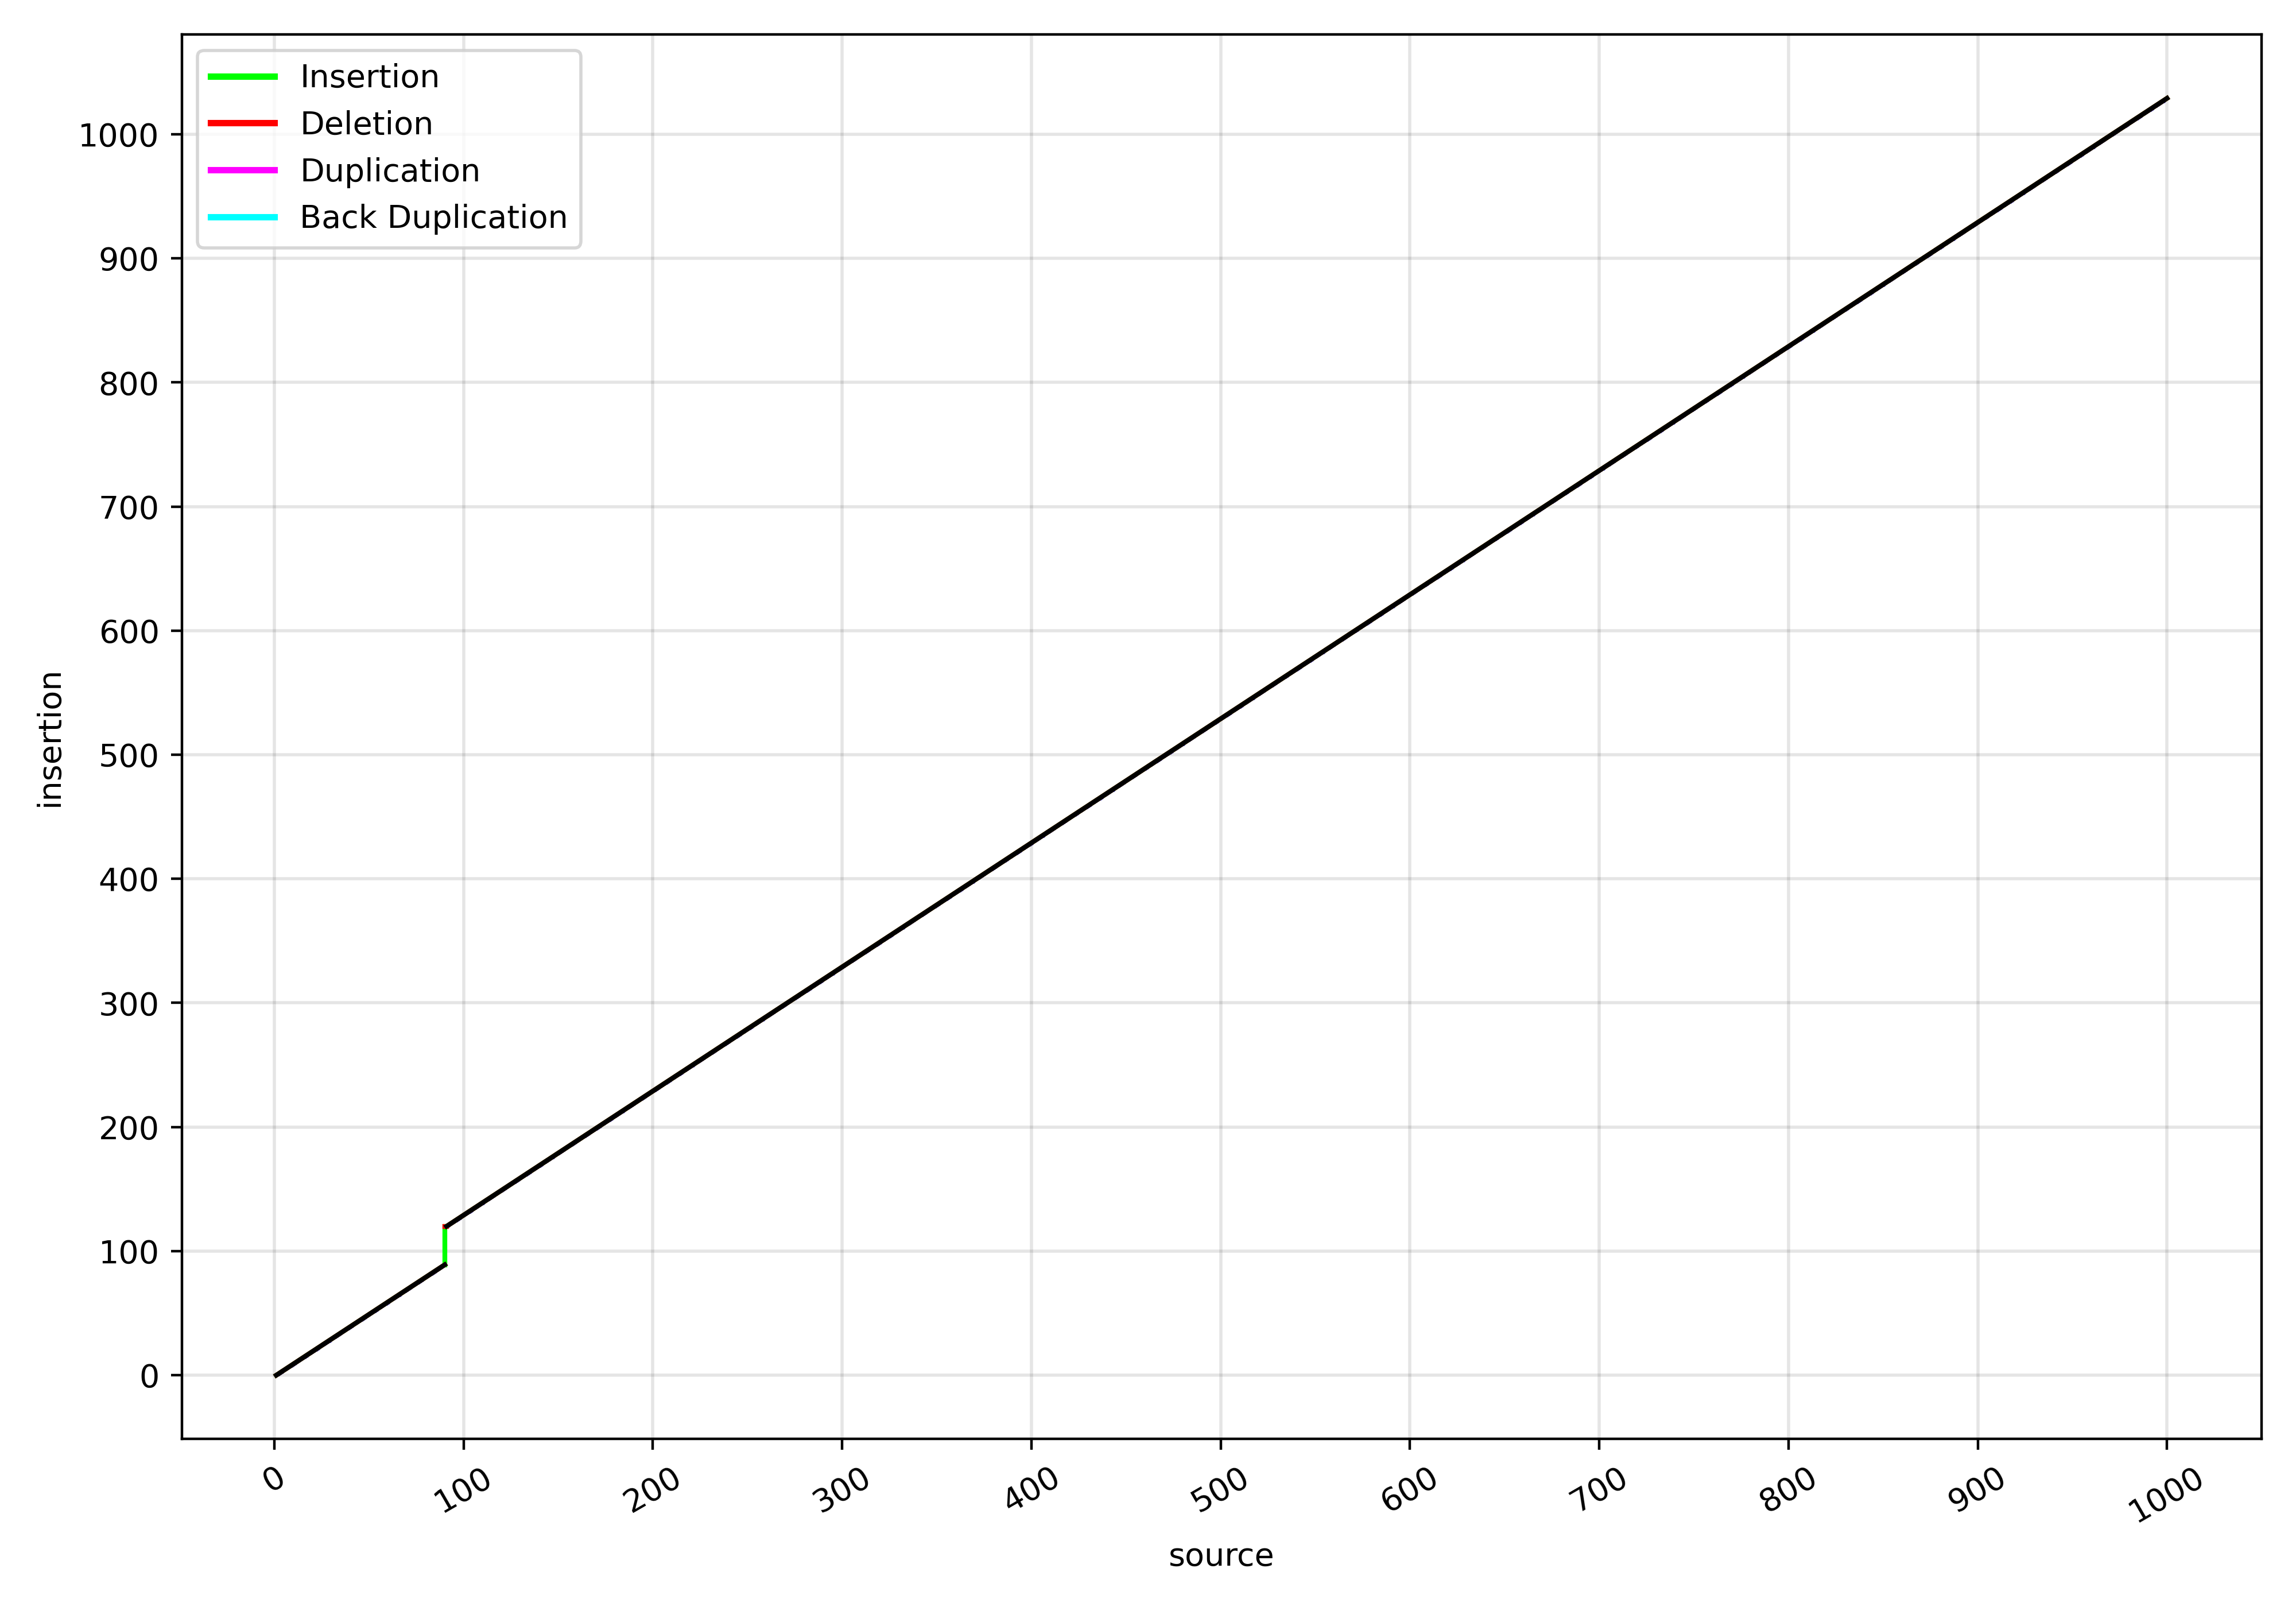 Insertion
Deletion
Duplication
Back Duplication
1000
900
800
700
600
500
400
300
200
100
0
insertion
0 100 200 300 400 500 600 700 800 900 1000
source